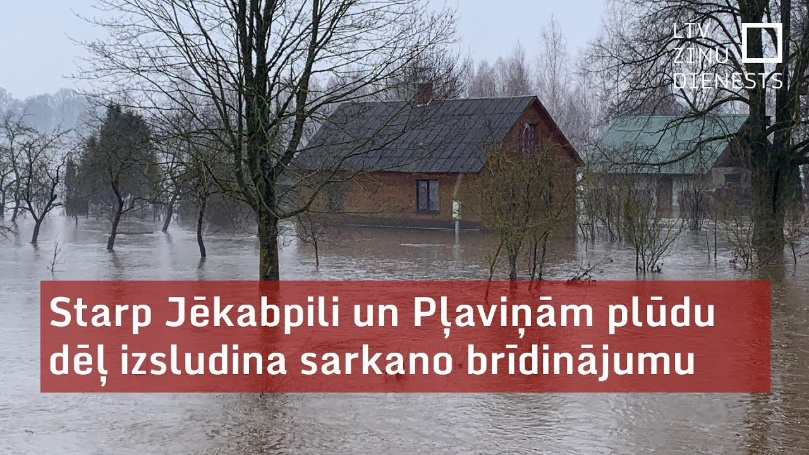 LTV
ZIŅU
DIENESTS
Starp Jēkabpili un Pļaviņām plūdu
dēļ izsludina sarkano brīdinājumu